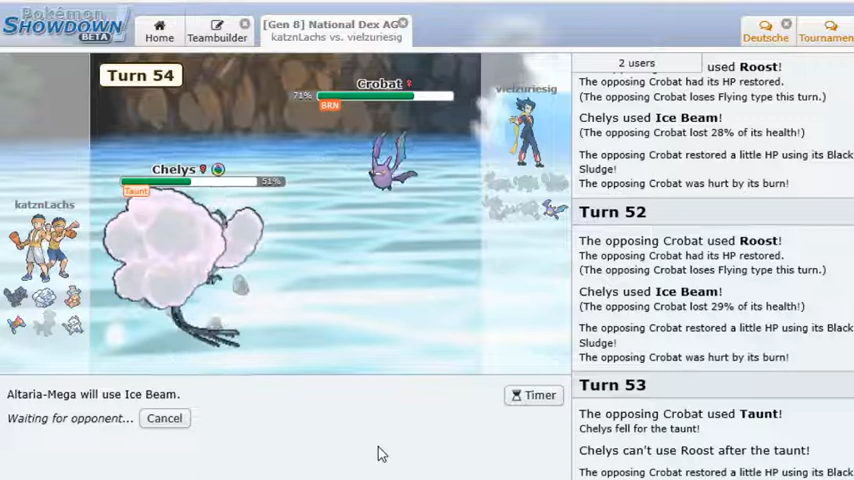 Pokémon
SHOWDOWN!
BETA
Home
Teambuilder
[Gen 8] National Dex AG
katznLachs vs. vielzuriesig
Deutsche
Tournamen
Turn 54
Crobat
71%
BRN
vielzuriesig
Chelys
51%
Taunt
katznLachs
Altaria-Mega will use Ice Beam.
Waiting for opponent...
Cancel
Timer
2 users
used Roost!
The opposing Crobat had its HP restored.
(The opposing Crobat loses Flying type this turn.)
Chelys used Ice Beam!
(The opposing Crobat lost 28% of its health!)
The opposing Crobat restored a little HP using its Black
Sludge!
The opposing Crobat was hurt by its burn!
Turn 52
The opposing Crobat used Roost!
The opposing Crobat had its HP restored.
(The opposing Crobat loses Flying type this turn.)
Chelys used Ice Beam!
(The opposing Crobat lost 29% of its health!)
The opposing Crobat restored a little HP using its Black
Sludge!
The opposing Crobat was hurt by its burn!
Turn 53
The opposing Crobat used Taunt!
Chelys fell for the taunt!
Chelys can't use Roost after the taunt!
The opposing Crobat restored a little HP using its Black